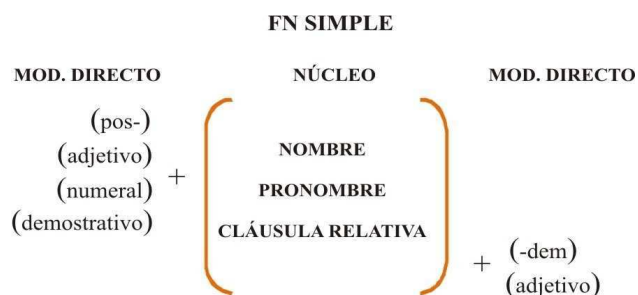 FN SIMPLE
MOD. DIRECTO NÚCLEO MOD. DIRECTO
(pos-)
(adjetivo)
(numeral)
(demostrativo)
+
NOMBRE
PRONOMBRE
CLÁUSULA RELATIVA
+
(-dem)
(adjetivo)